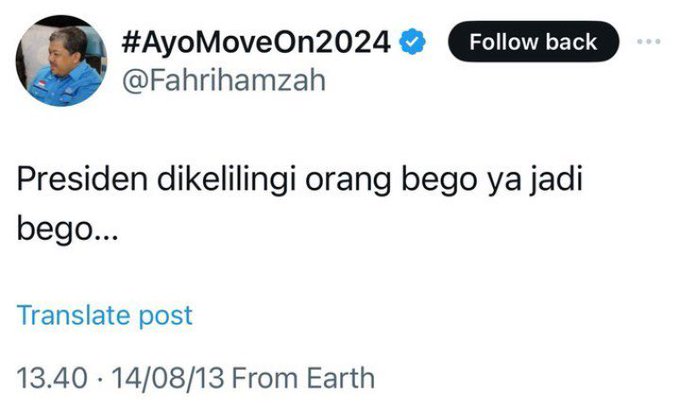 #AyoMoveOn2024
Follow back
@Fahrihamzah
Presiden dikelilingi orang bego ya jadi
bego...
Translate post
13.40 · 14/08/13 From Earth